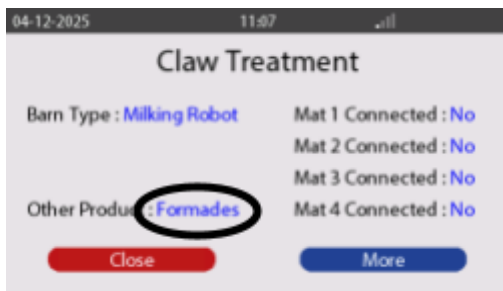 04-12-2025 11:07
Claw Treatment
Barn Type : Milking Robot Mat 1 Connected : No
Mat 2 Connected : No
Mat 3 Connected : No
Other Produc : Formades Mat 4 Connected : No
Close More